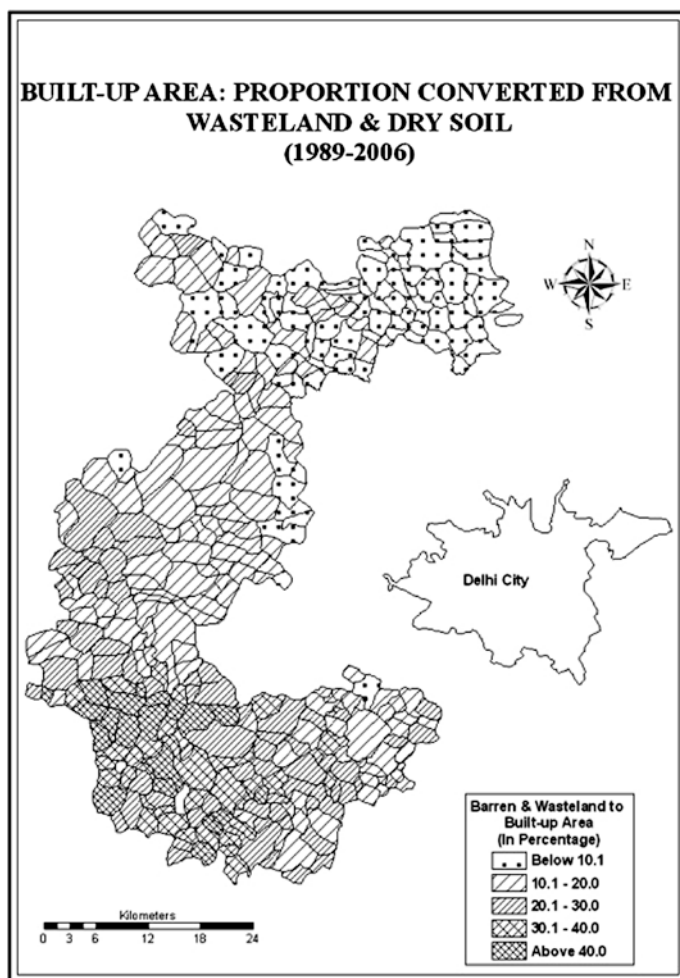 BUILT-UP AREA: PROPORTION CONVERTED FROM
WASTELAND & DRY SOIL
(1989-2006)
N
W E
S
Delhi City
Barren & Wasteland to
Built-up Area
(In Percentage)
Below 10.1
10.1 - 20.0
20.1 - 30.0
30.1 - 40.0
Above 40.0
Kilometers
0 3 6 12 18 24